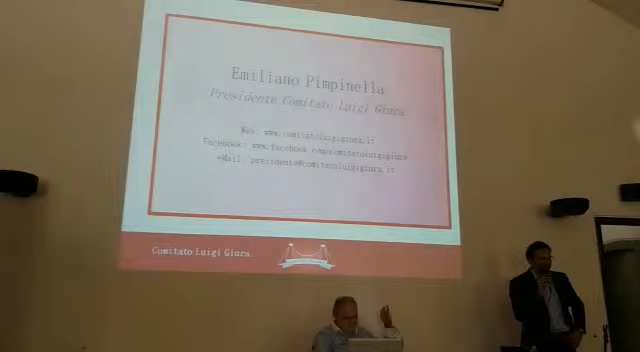 Emiliano Pimpinella
Presidente Comitato Luigi Giura
Web: www.comitatoluigigiura.it
Facebook: www.facebook.com/comitatoluigigiura
eMail: presidente@comitatoluigigiura.it
Comitato Luigi Giura